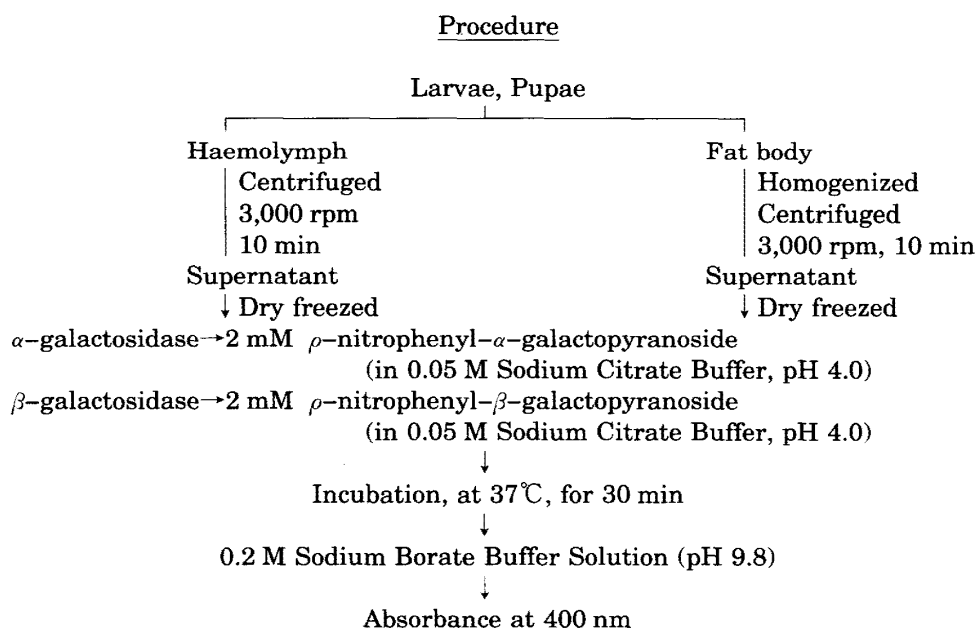 Procedure
Larvae, Pupae
Haemolymph
Centrifuged
3,000 rpm
10 min
Supernatant
Dry freezed
Fat body
Homogenized
Centrifuged
3,000 rpm, 10 min
Supernatant
Dry freezed
α-galactosidase→2 mM ρ-nitrophenyl-α-galactopyranoside
(in 0.05 M Sodium Citrate Buffer, pH 4.0)
β-galactosidase→2 mM ρ-nitrophenyl-β-galactopyranoside
(in 0.05 M Sodium Citrate Buffer, pH 4.0)
Incubation, at 37℃, for 30 min
0.2 M Sodium Borate Buffer Solution (pH 9.8)
Absorbance at 400 nm